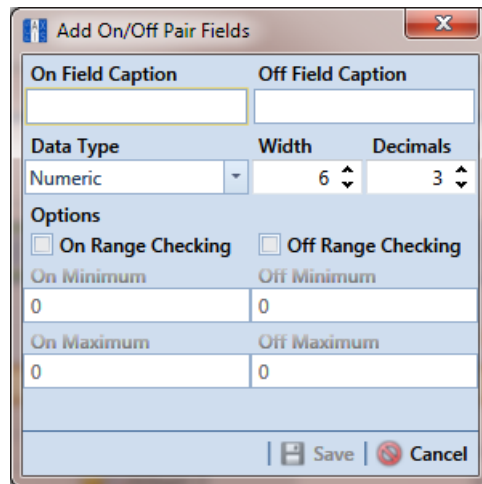 Add On/Off Pair Fields
On Field Caption Off Field Caption
Data Type Width Decimals
Numeric 6 3
Options
On Range Checking Off Range Checking
On Minimum Off Minimum
0 0
On Maximum Off Maximum
0 0
Save Cancel